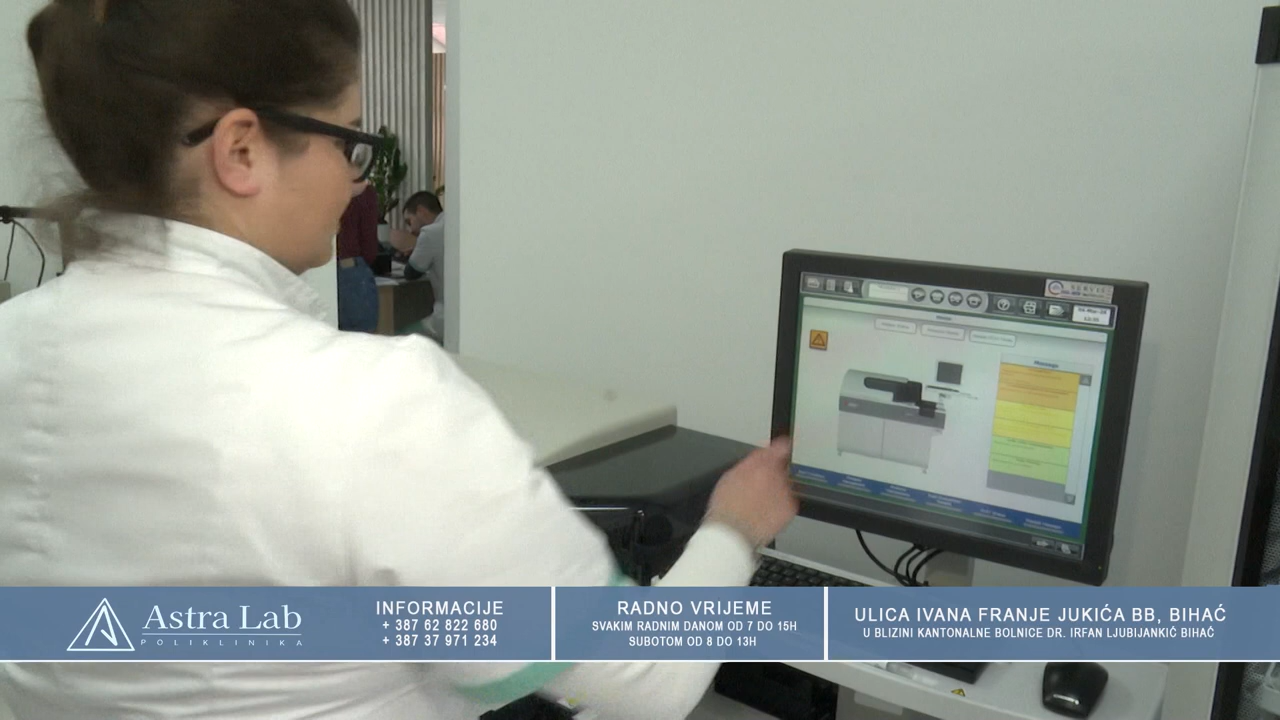 SERVIS
Message
Astra Lab
POLIKLINIKA
INFORMACIJE
+ 387 62 822 680
+ 387 37 971 234
RADNO VRIJEME
SVAKIM RADNIM DANOM OD 7 DO 15H
SUBOTOM OD 8 DO 13H
ULICA IVANA FRANJE JUKIĆA BB, BIHAĆ
U BLIZINI KANTONALNE BOLNICE DR. IRFAN LJUBIJANKIĆ BIHAĆ